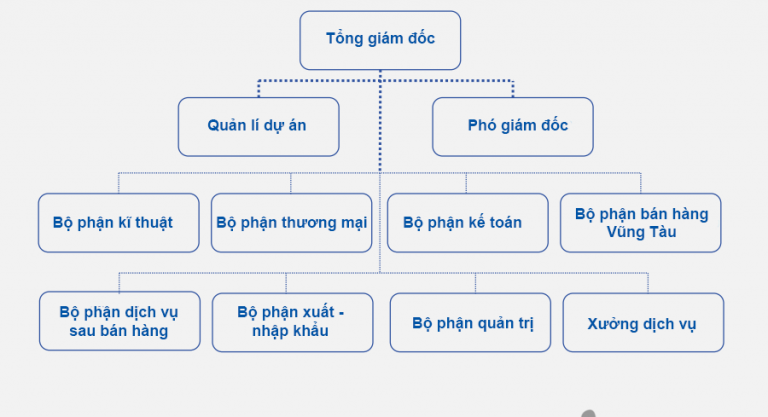 Tổng giám đốc
Quản lí dự án
Phó giám đốc
Bộ phận kĩ thuật
Bộ phận thương mại
Bộ phận kế toán
Bộ phận bán hàng
Vũng Tàu
Bộ phận dịch vụ
sau bán hàng
Bộ phận xuất -
nhập khẩu
Bộ phận quản trị
Xưởng dịch vụ